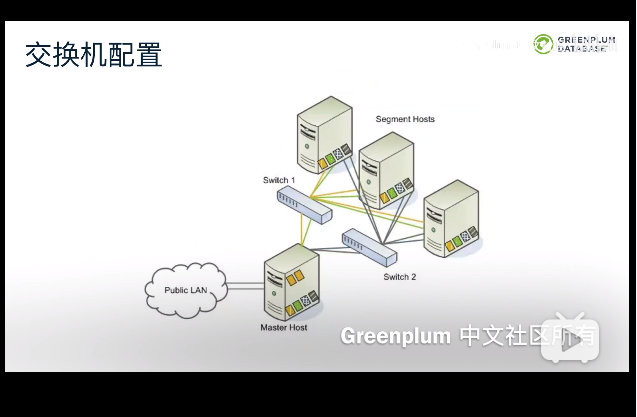 交换机配置
GREENPLUM
DATABASE
Segment Hosts
Switch 1
Switch 2
Public LAN
Master Host
Greenplum 中文社区所有